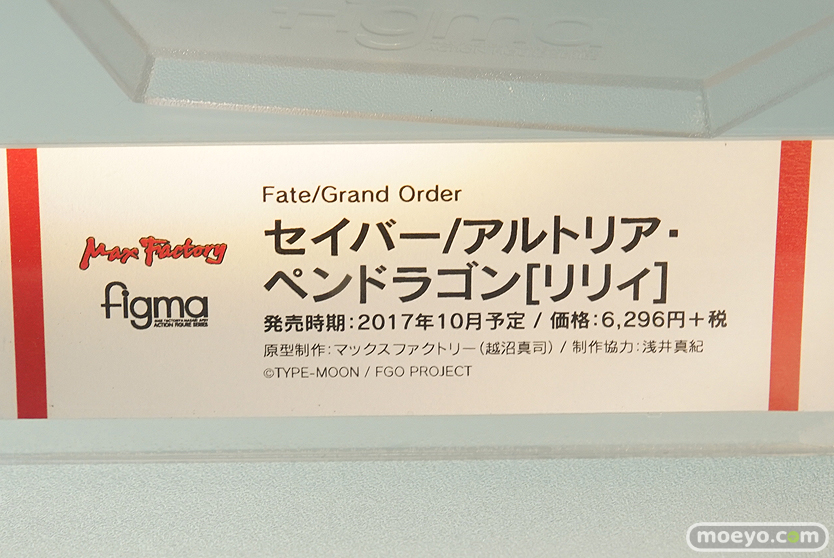 figma
Fate/Grand Order
セイバー/アルトリア・
ペンドラゴン[リリィ]
Max Factory
figma
ACTION FIGURE SERIES
発売時期:2017年10月予定 / 価格:6,296円+税
原型制作:マックスファクトリー(越沼真司) / 制作協力:浅井真紀
©TYPE-MOON / FGO PROJECT
moeyo.com